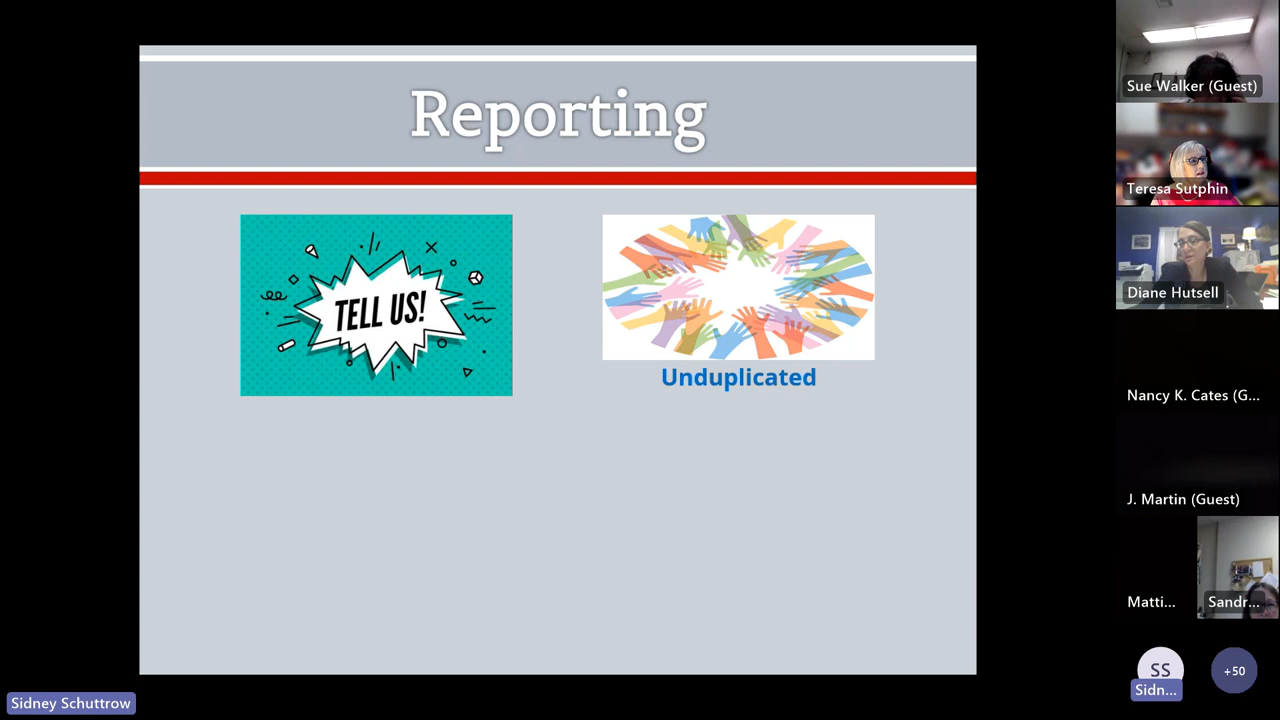 Reporting
TELL US!
Unduplicated
Sue Walker (Guest)
Teresa Sutphin
Diane Hutsell
Nancy K. Cates (G...
J. Martin (Guest)
Matti...
Sandr...
SS
+50
Sidn...
Sidney Schuttrow